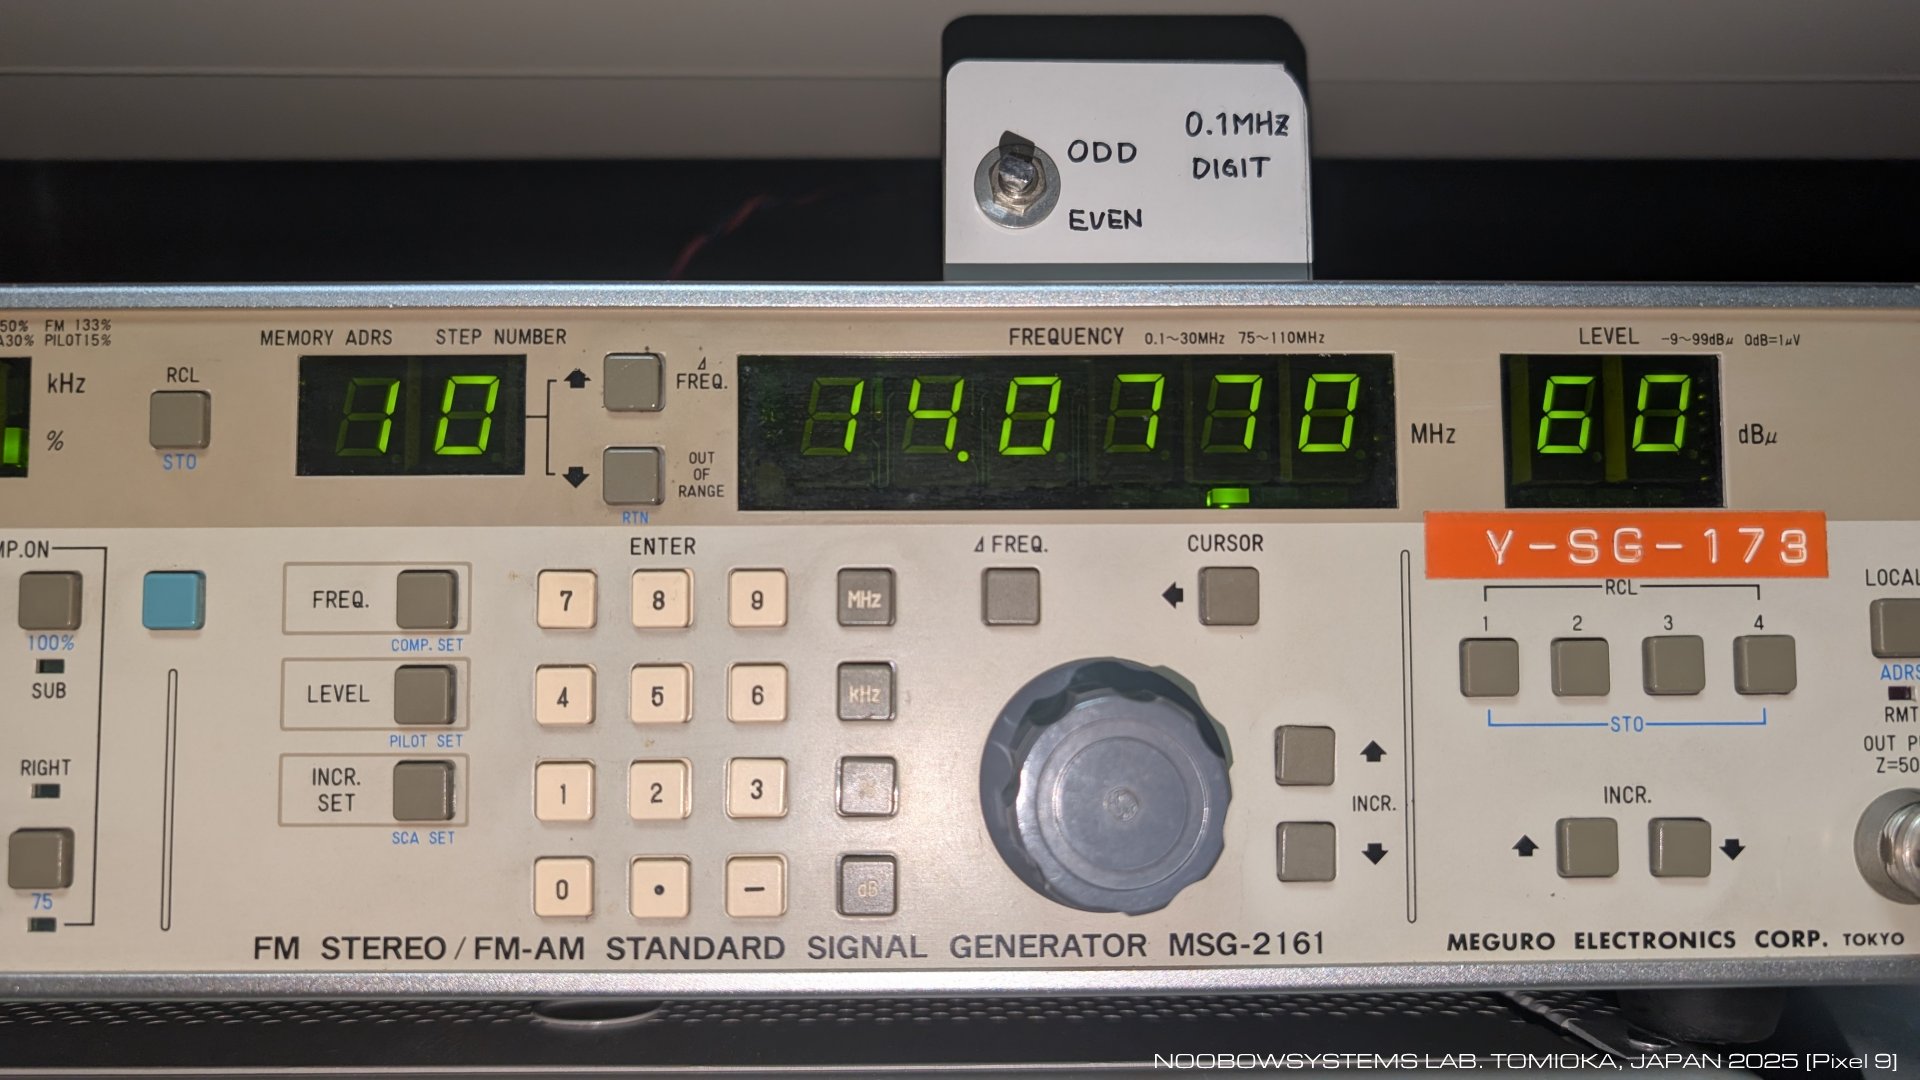 ODD
0.1MHz
DIGIT
EVEN
50% FM 133%
30% PILOT15%
kHz
%
RCL
STO
MEMORY ADRS STEP NUMBER
10
Δ
FREQ.
OUT
OF
RANGE
RTN
FREQUENCY 0.1~30MHz 75~110MHz
14.0770
MHz
LEVEL -9~99dBμ 0dB=1μV
60
dBμ
Y-SG-173
MP.ON
100%
SUB
RIGHT
75
FREQ.
COMP. SET
LEVEL
PILOT SET
INCR.
SET
SCA SET
ENTER
7 8 9 MHz
4 5 6 kHz
1 2 3 %
0 • — dB
Δ FREQ.
CURSOR
INCR.
RCL
1 2 3 4
STO
INCR.
LOCAL
ADRS
RMT
OUT
Z=50
FM STEREO/FM-AM STANDARD SIGNAL GENERATOR MSG-2161
MEGURO ELECTRONICS CORP. TOKYO
NOOBOWSYSTEMS LAB. TOMIOKA, JAPAN 2025 [Pixel 9]